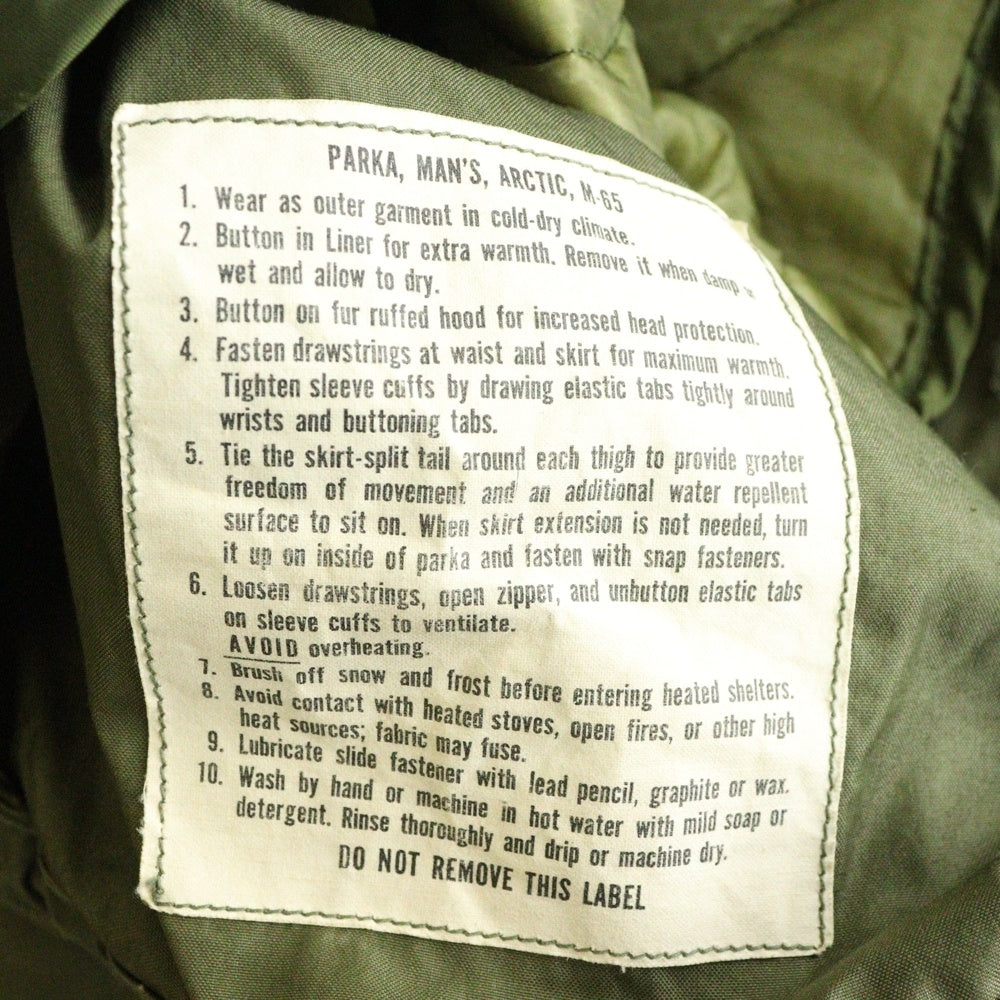 PARKA, MAN'S, ARCTIC, M-65
1. Wear as outer garment in cold-dry climate.
2. Button in Liner for extra warmth. Remove it when damp
wet and allow to dry.
3. Button on fur ruffed hood for increased head protection.
4. Fasten drawstrings at waist and skirt for maximum warmth.
Tighten sleeve cuffs by drawing elastic tabs tightly around
wrists and buttoning tabs.
5. Tie the skirt-split tail around each thigh to provide greater
freedom of movement and an additional water repellent
surface to sit on. When skirt extension is not needed, turn
it up on inside of parka and fasten with snap fasteners.
6. Loosen drawstrings, open zipper, and unbutton elastic tabs
on sleeve cuffs to ventilate.
AVOID overheating.
7. Brush off snow and frost before entering heated shelters.
8. Avoid contact with heated stoves, open fires, or other high
heat sources; fabric may fuse.
9. Lubricate slide fastener with lead pencil, graphite or wax.
10. Wash by hand or machine in hot water with mild soap or
detergent. Rinse thoroughly and drip or machine dry.
DO NOT REMOVE THIS LABEL